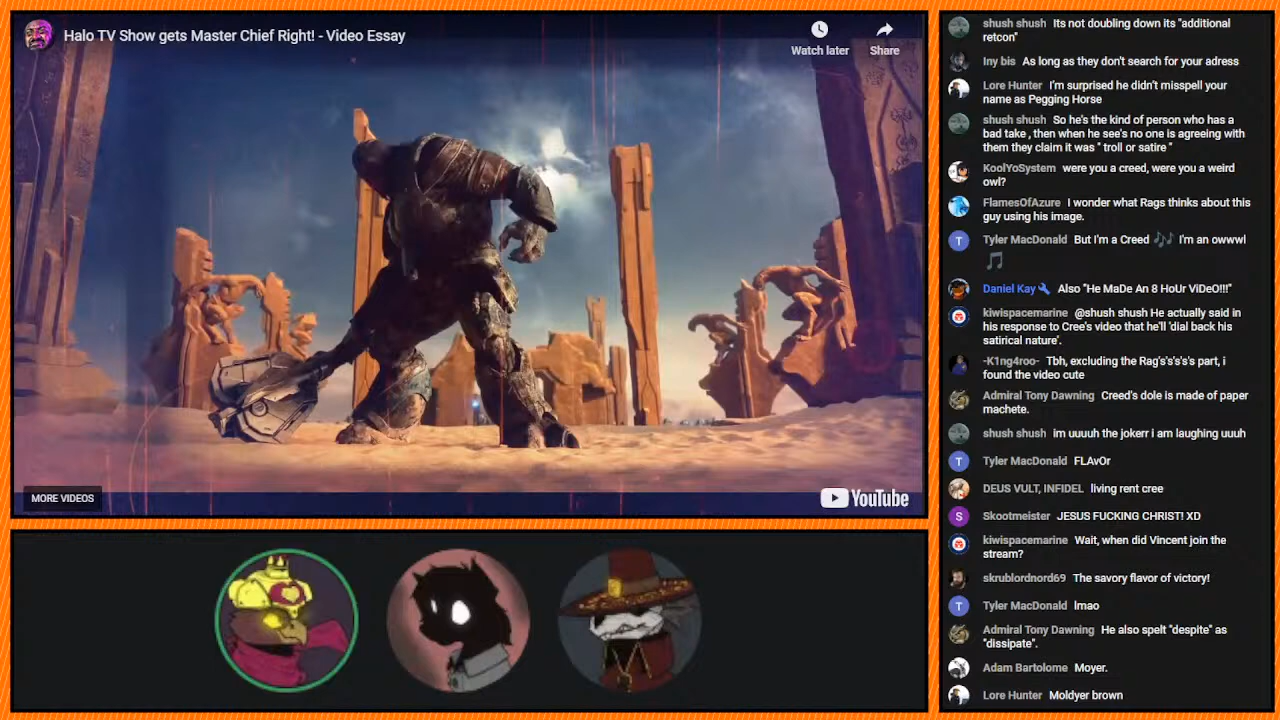 Halo TV Show gets Master Chief Right! - Video Essay
Watch later
Share
MORE VIDEOS
YouTube
shush shush Its not doubling down its "additional
retcon"
Iny bis As long as they don't search for your adress
Lore Hunter I'm surprised he didn't misspell your
name as Pegging Horse
shush shush So he's the kind of person who has a
bad take , then when he see's no one is agreeing with
them they claim it was " troll or satire "
KoolYoSystem were you a creed, were you a weird
owl?
FlamesOfAzure I wonder what Rags thinks about this
guy using his image.
Tyler MacDonald But I'm a Creed 🎶 I'm an owwwl
🎵
Daniel Kay Also "He MaDe An 8 HoUr ViDeO!!!"
kiwispacemarine @shush shush He actually said in
his response to Cree's video that he'll 'dial back his
satirical nature'.
-K1ng4roo- Tbh, excluding the Rag's's's's's part, i
found the video cute
Admiral Tony Dawning Creed's dole is made of paper
machete.
shush shush im uuuuh the jokerr i am laughing uuuh
Tyler MacDonald FLAvOr
DEUS VULT, INFIDEL living rent cree
Skootmeister JESUS FUCKING CHRIST! XD
kiwispacemarine Wait, when did Vincent join the
stream?
skrublordnord69 The savory flavor of victory!
Tyler MacDonald lmao
Admiral Tony Dawning He also spelt "despite" as
"dissipate".
Adam Bartolome Moyer.
Lore Hunter Moldyer brown
T
T
S
T